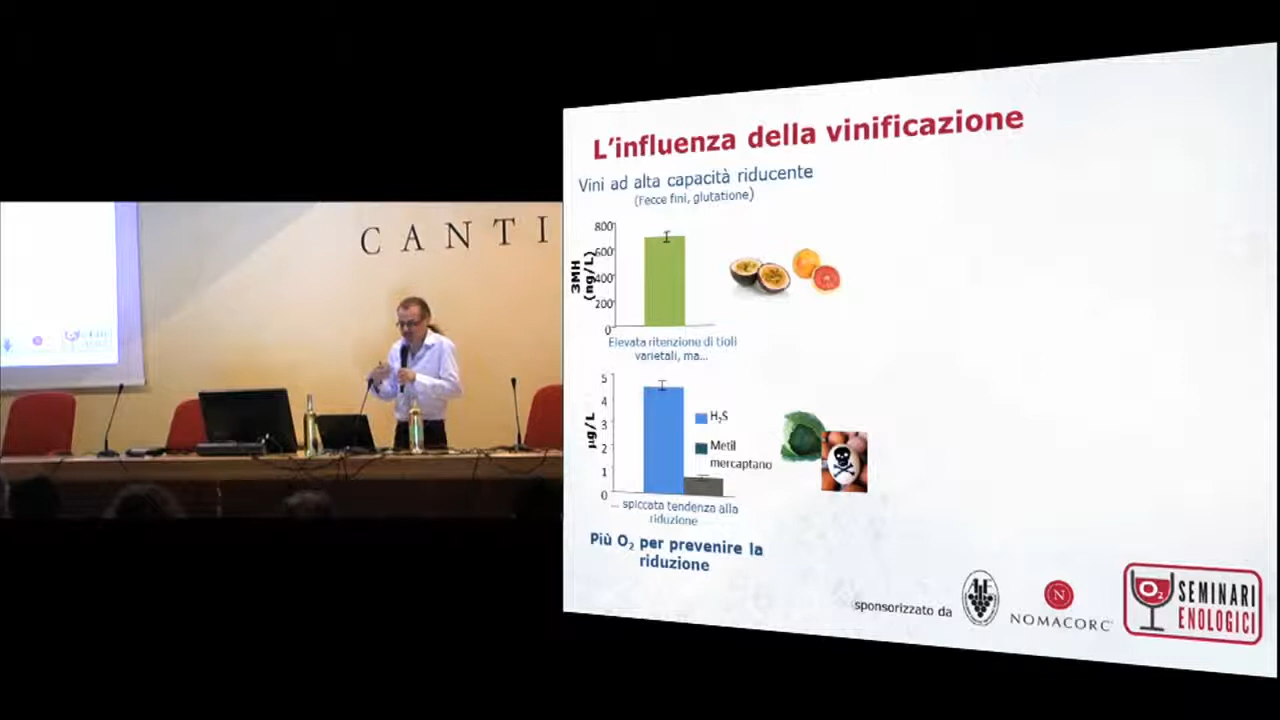 CANTI
L'influenza della vinificazione
Vini ad alta capacità riducente
(Fecce fini, glutatione)
800
600
400
200
0
3MH
(ng/L)
Elevata ritenzione di tioli
varietali, ma...
5
4
3
2
1
0
µg/L
H₂S
Metil
mercaptano
... spiccata tendenza alla
riduzione
Più O₂ per prevenire la
riduzione
sponsorizzato da
N
NOMACORC
O₂
SEMINARI
ENOLOGICI